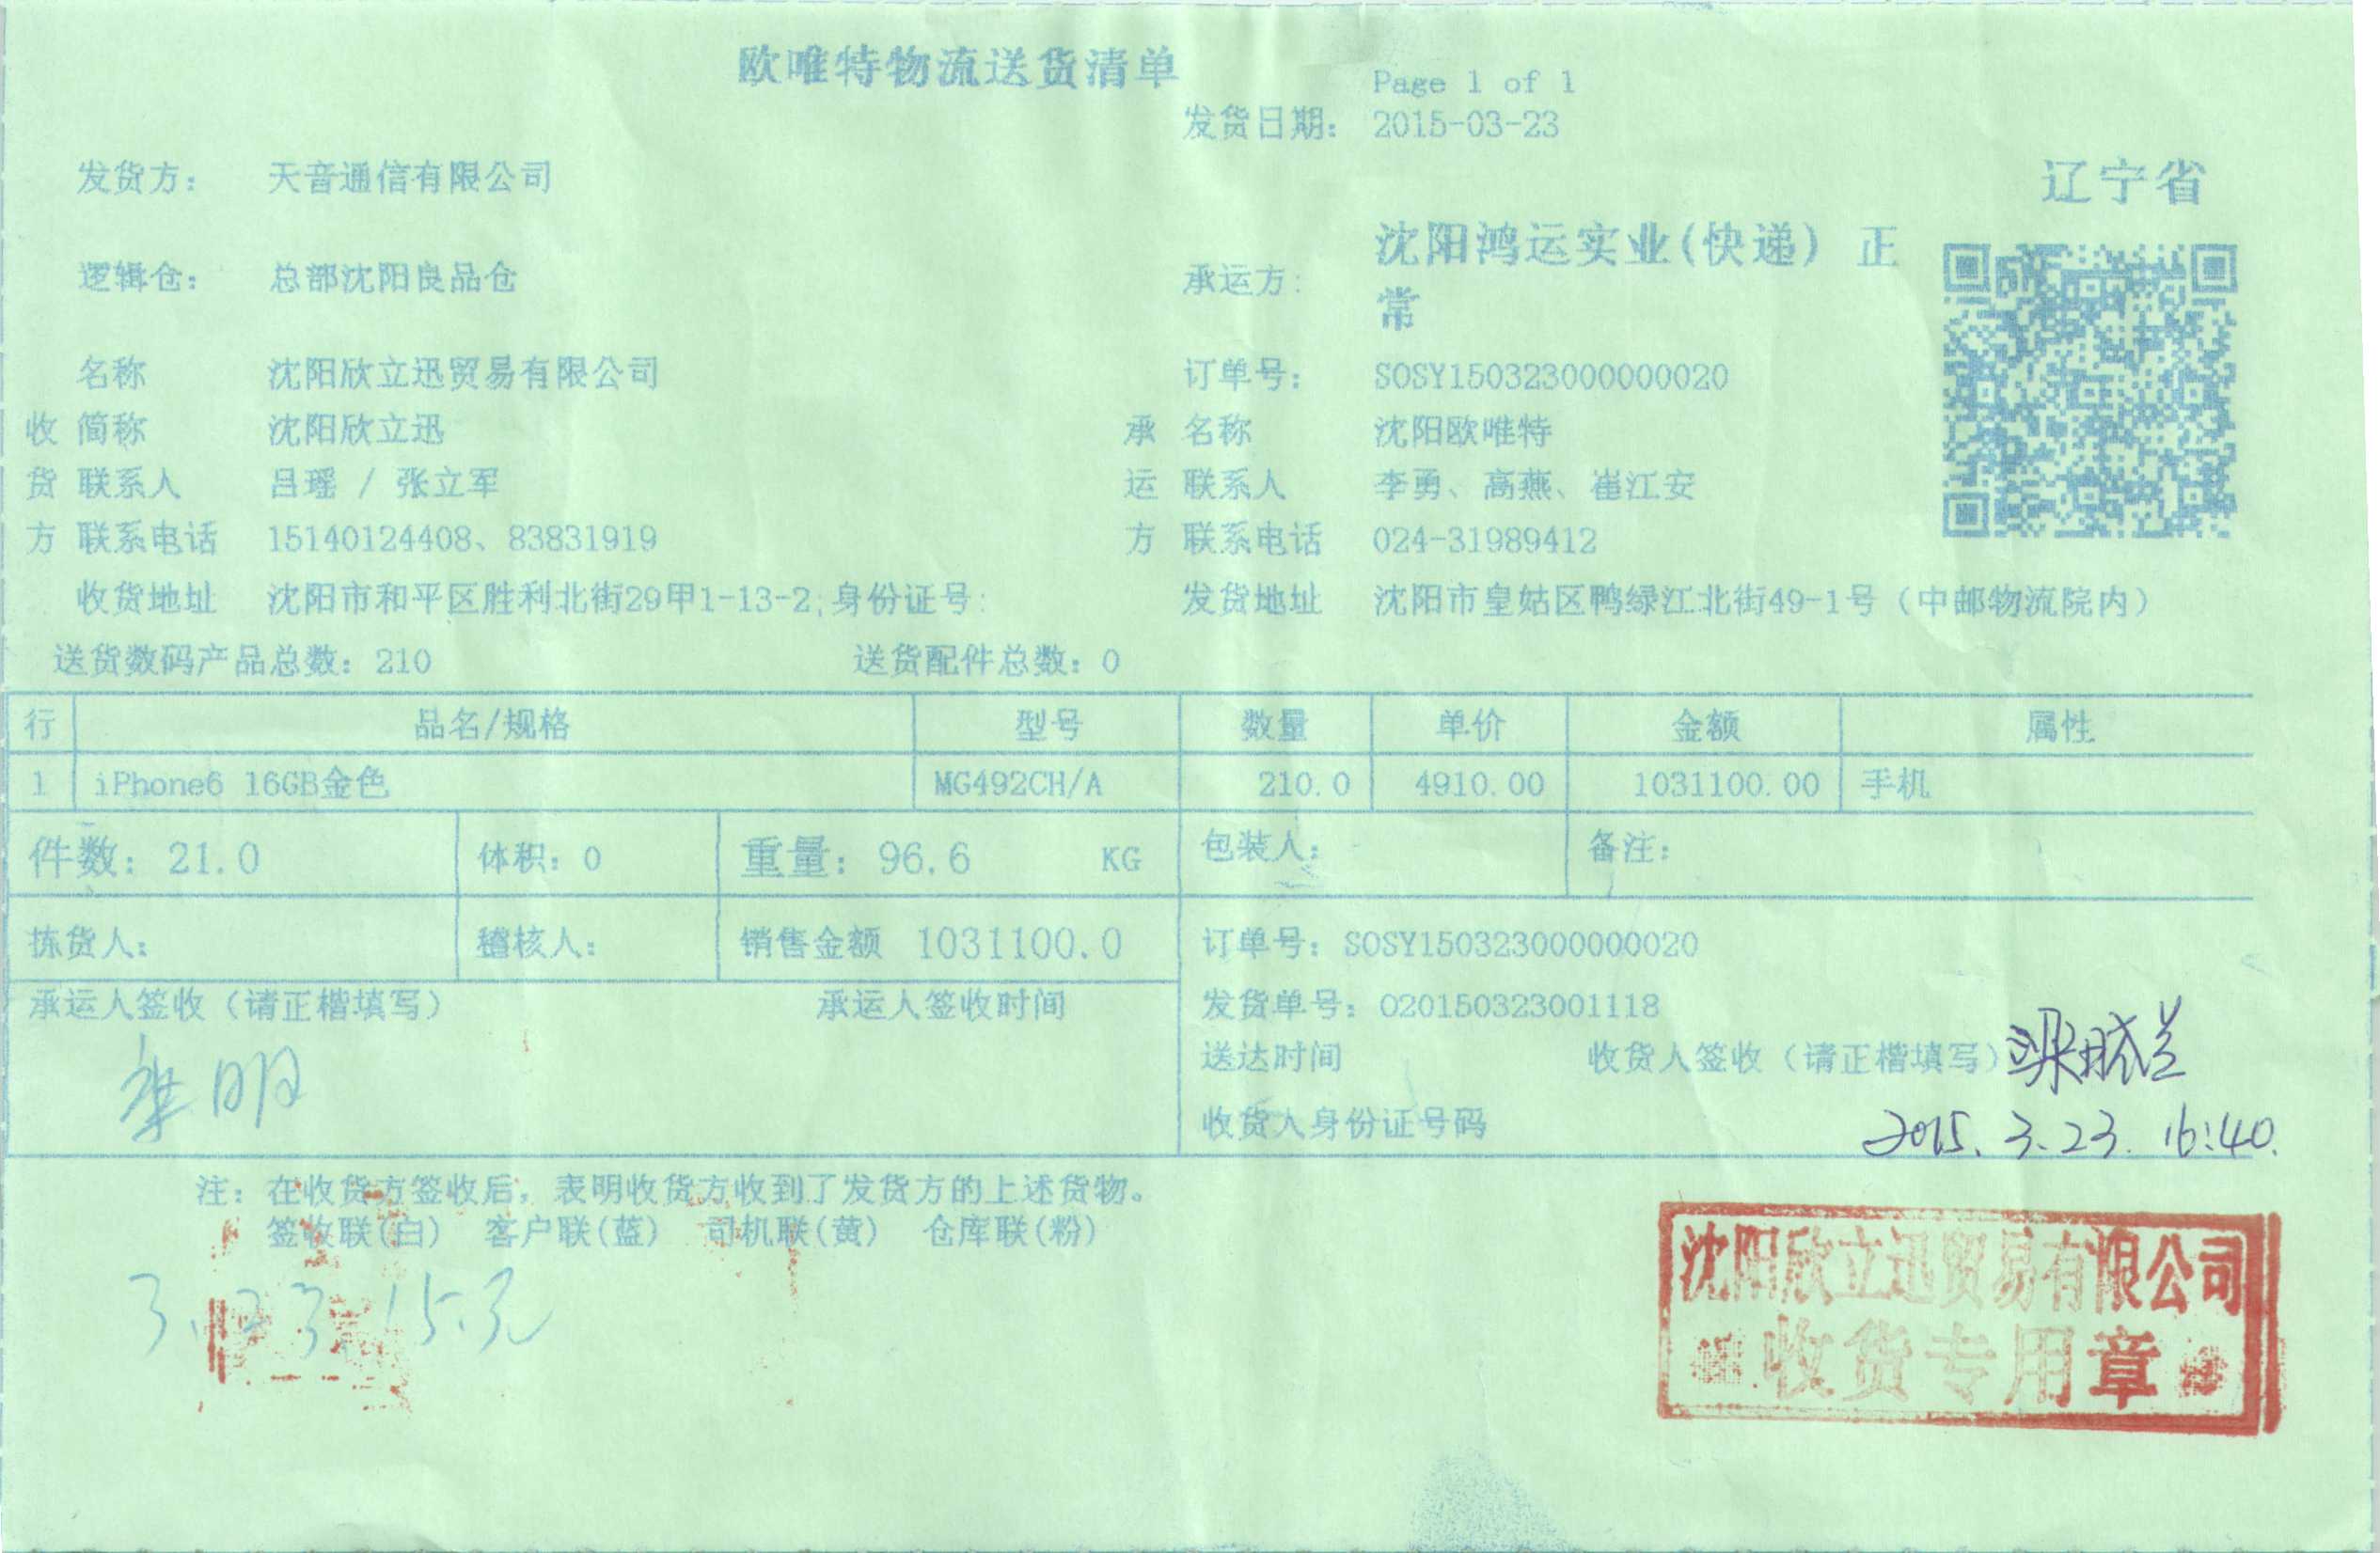 欧唯特物流送货清单
Page 1 of 1
发货日期： 2015-03-23
发货方： 天音通信有限公司
辽宁省
逻辑仓： 总部沈阳良品仓
承运方： 沈阳鸿运实业(快递) 正常
名称 沈阳欣立迅贸易有限公司
订单号： SOSY150323000000020
收 简称 沈阳欣立迅
承 名称 沈阳欧唯特
货 联系人 吕瑶 / 张立军
运 联系人 李勇、高燕、崔江安
方 联系电话 15140124408、83831919
方 联系电话 024-31989412
收货地址 沈阳市和平区胜利北街29甲1-13-2;身份证号:
发货地址 沈阳市皇姑区鸭绿江北街49-1号（中邮物流院内）
送货数码产品总数：210 送货配件总数：0
行 品名/规格 型号 数量 单价 金额 属性
1 iPhone6 16GB金色 MG492CH/A 210.0 4910.00 1031100.00 手机
件数：21.0 体积：0 重量：96.6 KG 包装人： 备注：
拣货人： 稽核人： 销售金额 1031100.0 订单号：SOSY150323000000020
承运人签收（请正楷填写） 承运人签收时间
发货单号：020150323001118
送达时间 收货人签收（请正楷填写）
收货人身份证号码
2015.3.23.16:40.
注：在收货方签收后，表明收货方收到了发货方的上述货物。
签收联(白) 客户联(蓝) 司机联(黄) 仓库联(粉)
沈阳欣立迅贸易有限公司
收货专用章